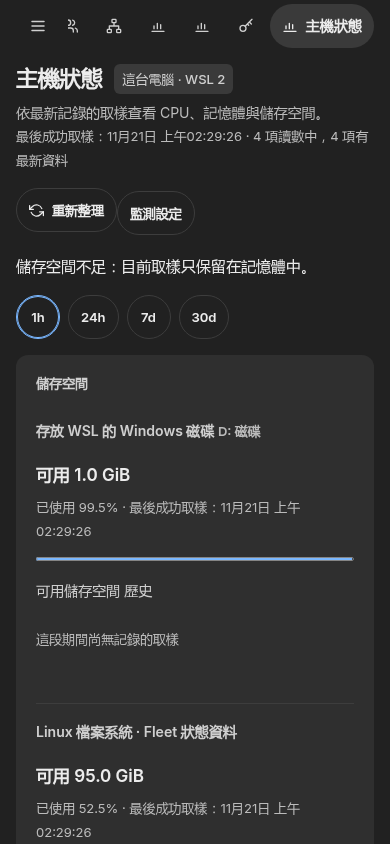 主機狀態
主機狀態 這台電腦 · WSL 2
依最新記錄的取樣查看 CPU、記憶體與儲存空間。
最後成功取樣：11月21日 上午02:29:26 · 4 項讀數中，4 項有
最新資料
重新整理 監測設定
儲存空間不足：目前取樣只保留在記憶體中。
1h 24h 7d 30d
儲存空間
存放 WSL 的 Windows 磁碟 D: 磁碟
可用 1.0 GiB
已使用 99.5% · 最後成功取樣：11月21日 上午
02:29:26
可用儲存空間 歷史
這段期間尚無記錄的取樣
Linux 檔案系統 · Fleet 狀態資料
可用 95.0 GiB
已使用 52.5% · 最後成功取樣：11月21日 上午
02:29:26